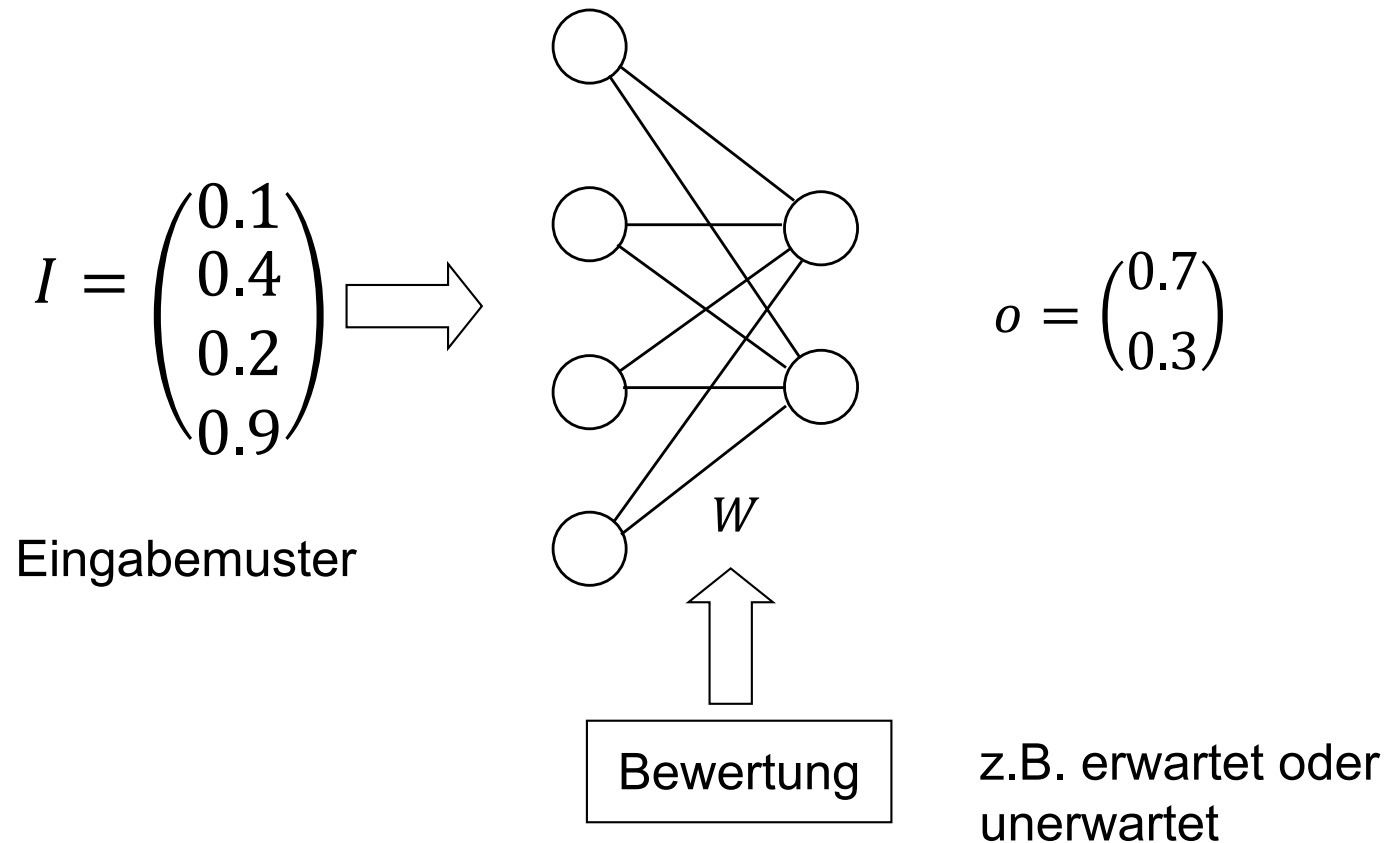 I = (0.1
0.4
0.2
0.9)
Eingabemuster
W
o = (0.7
0.3)
Bewertung
z.B. erwartet oder
unerwartet